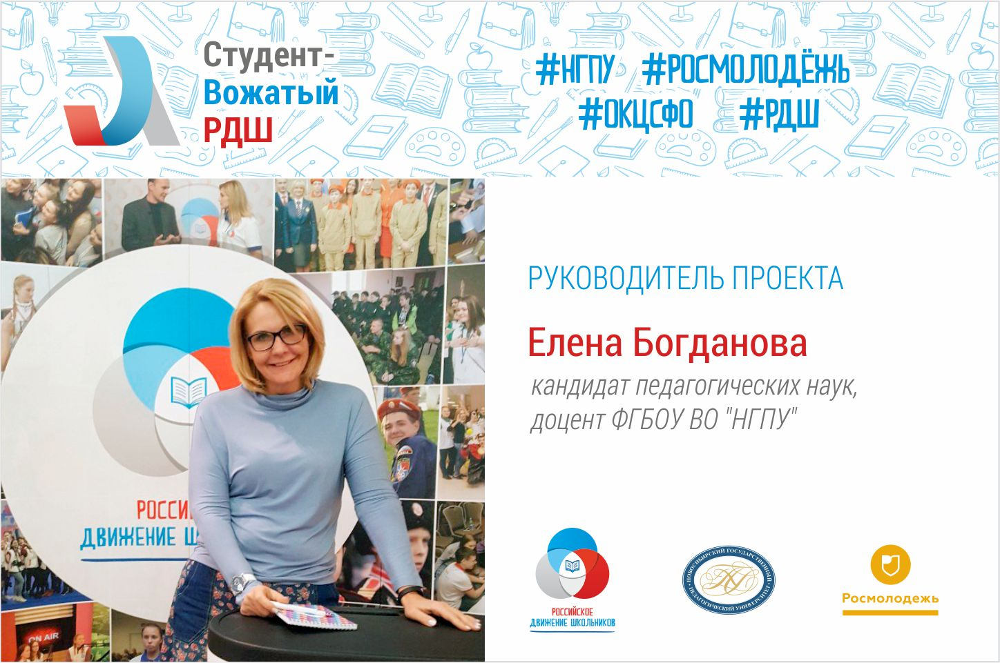 Студент-
Вожатый
РДШ
#НГПУ #РОСМОЛОДЁЖЬ
#ОКЦСФО #РДШ
РУКОВОДИТЕЛЬ ПРОЕКТА
Елена Богданова
кандидат педагогических наук,
доцент ФГБОУ ВО "НГПУ"
ДВИЖЕНИЕ
ON AIR
РОССИЙСКОЕ
ДВИЖЕНИЕ ШКОЛЬНИКОВ
НОВОСИБИРСКИЙ ГОСУДАРСТВЕННЫЙ
ПЕДАГОГИЧЕСКИЙ УНИВЕРСИТЕТ
Росмолодежь